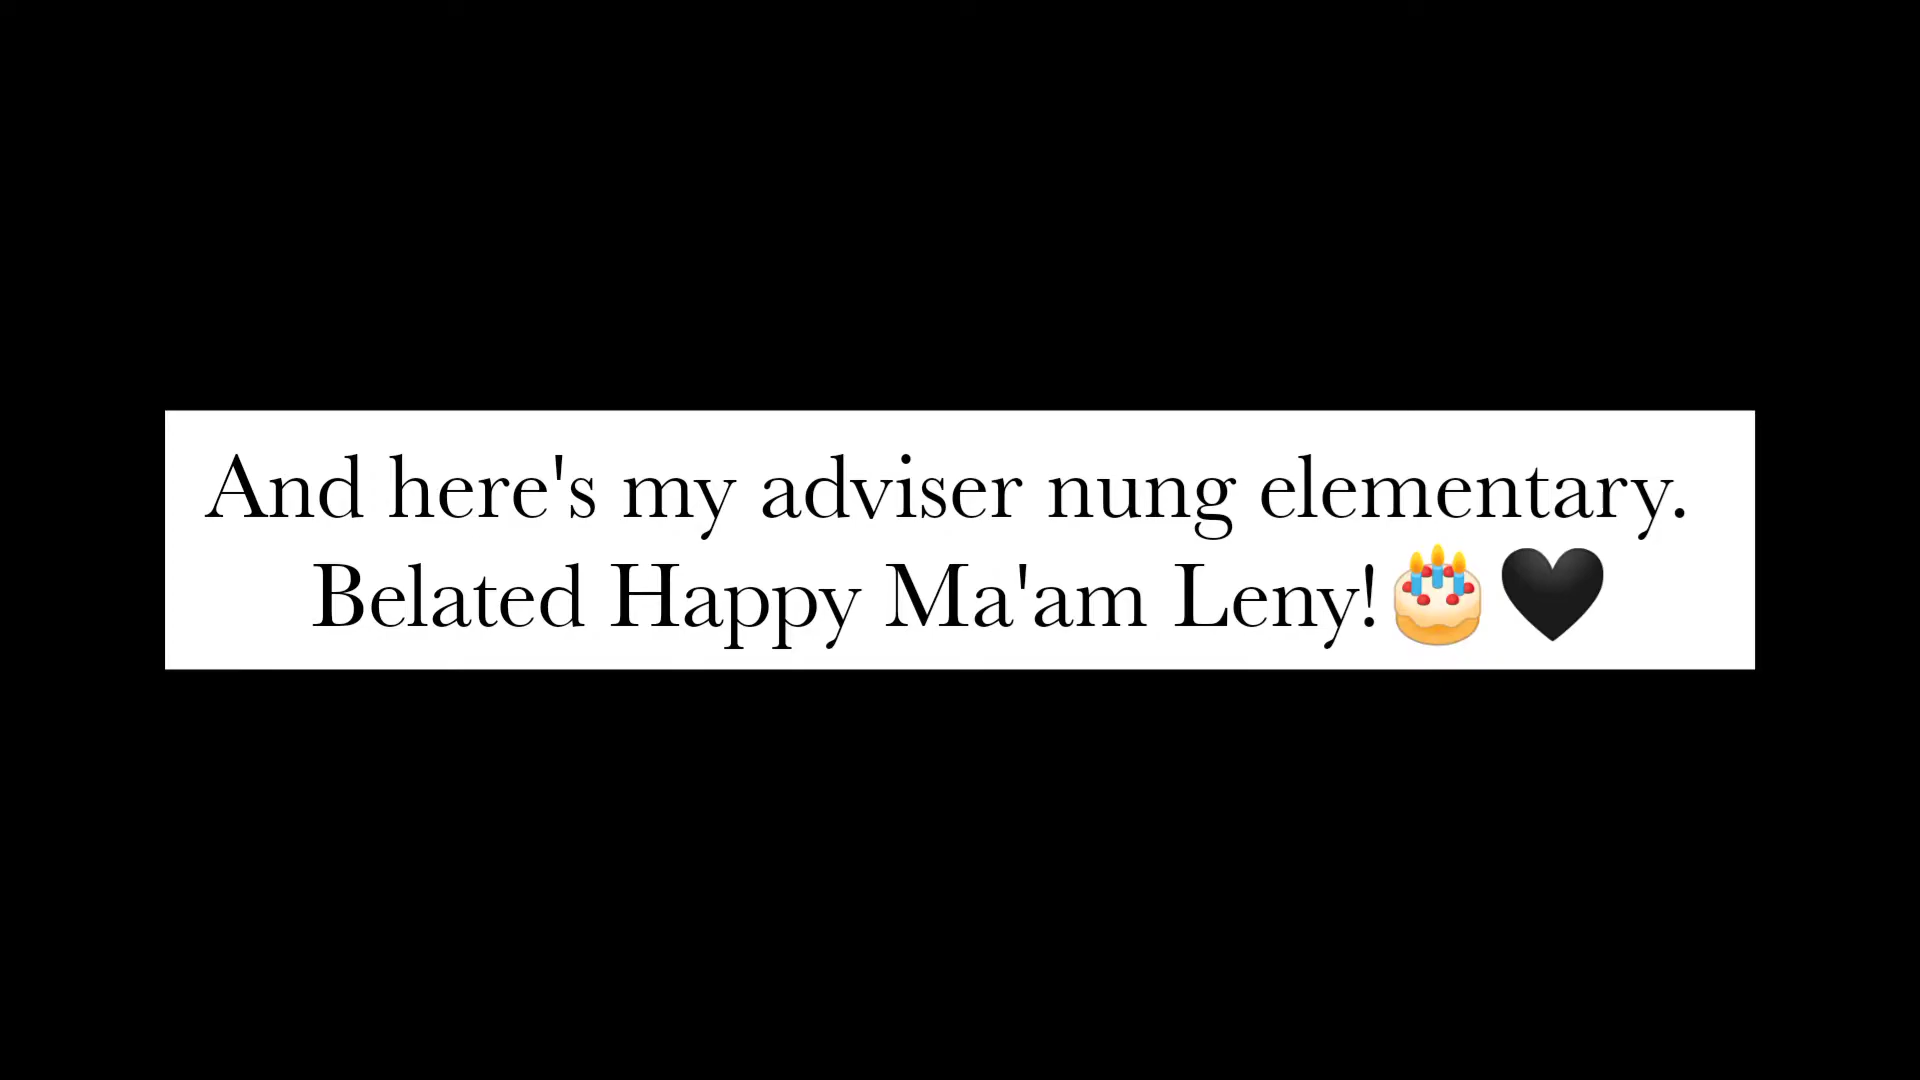 And here's my adviser nung elementary.
Belated Happy Ma'am Leny!🎂🖤